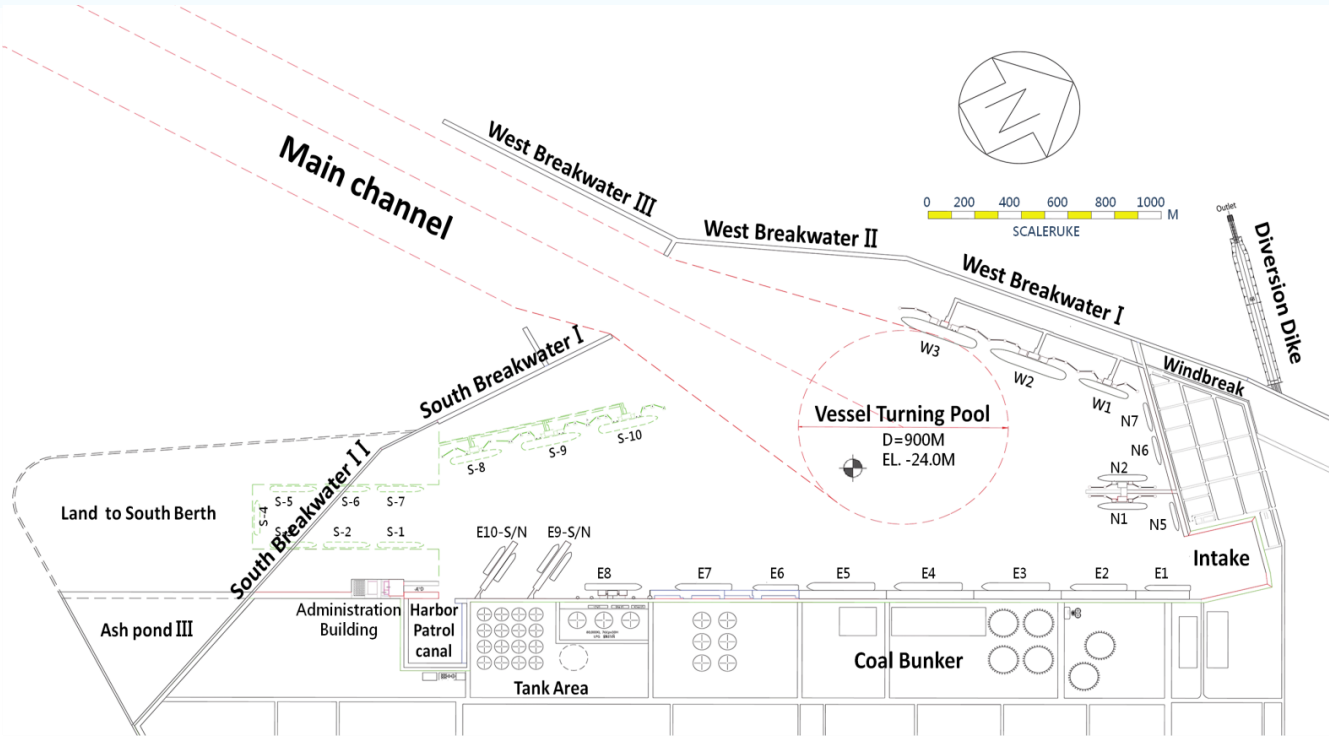 Main channel
West Breakwater III
West Breakwater II
West Breakwater I
0 200 400 600 800 1000 M
SCALERUKE
Outlet
Diversion Dike
Windbreak
W3
W2
W1
N7
N6
N2
N1
N5
Vessel Turning Pool
D=900M
EL. -24.0M
South Breakwater I
South Breakwater I I
S-8
S-9
S-10
S-5
S-6
S-7
S-4
S-2
S-1
Land to South Berth
E10-S/N
E9-S/N
E8
E7
E6
E5
E4
E3
E2
E1
Intake
Administration
Building
Harbor
Patrol
canal
Ash pond III
Tank Area
Coal Bunker